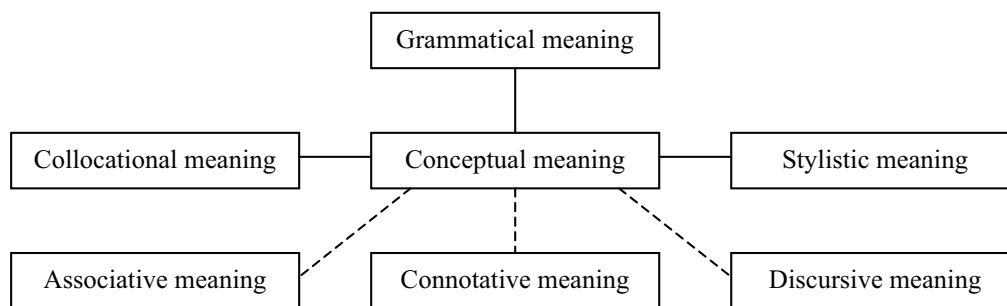 Grammatical meaning
Collocational meaning
Conceptual meaning
Stylistic meaning
Associative meaning
Connotative meaning
Discursive meaning